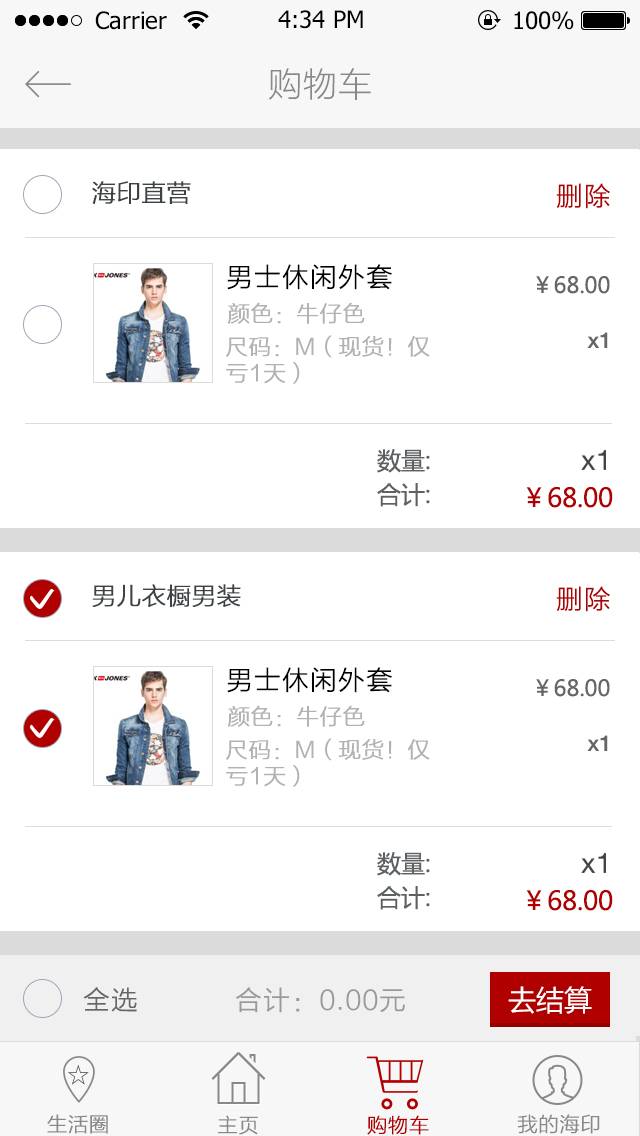 Carrier 4:34 PM 100%
购物车
海印直营 删除
JONES
男士休闲外套 ¥68.00
颜色：牛仔色
尺码：M（现货！仅 x1
亏1天）
数量: x1
合计: ¥68.00
男儿衣橱男装 删除
JONES
男士休闲外套 ¥68.00
颜色：牛仔色
尺码：M（现货！仅 x1
亏1天）
数量: x1
合计: ¥68.00
全选 合计：0.00元 去结算
生活圈 主页 购物车 我的海印